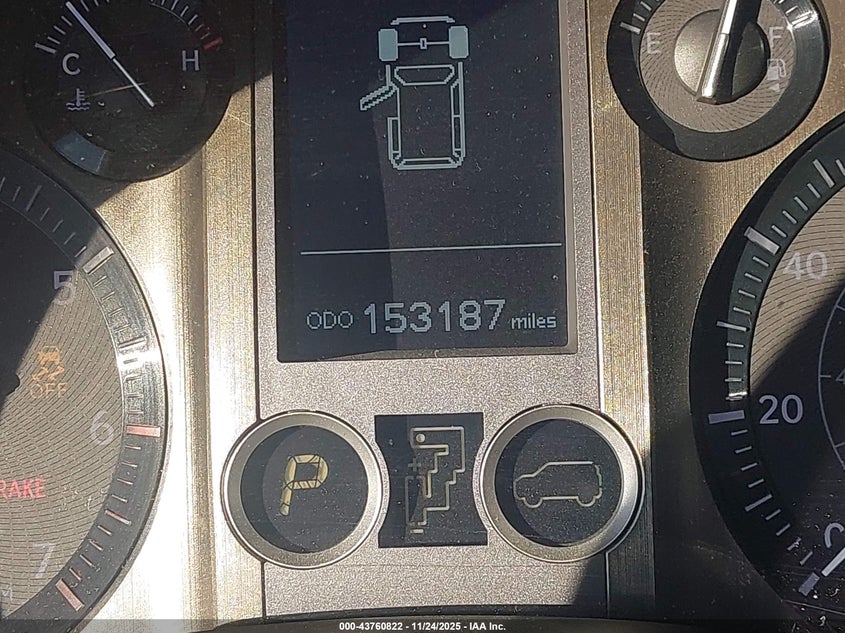 C H
E F
5
40
ODO 153187 miles
OFF
20
6
P
RAKE
7
000-43760822 - 11/24/2025 - IAA Inc.